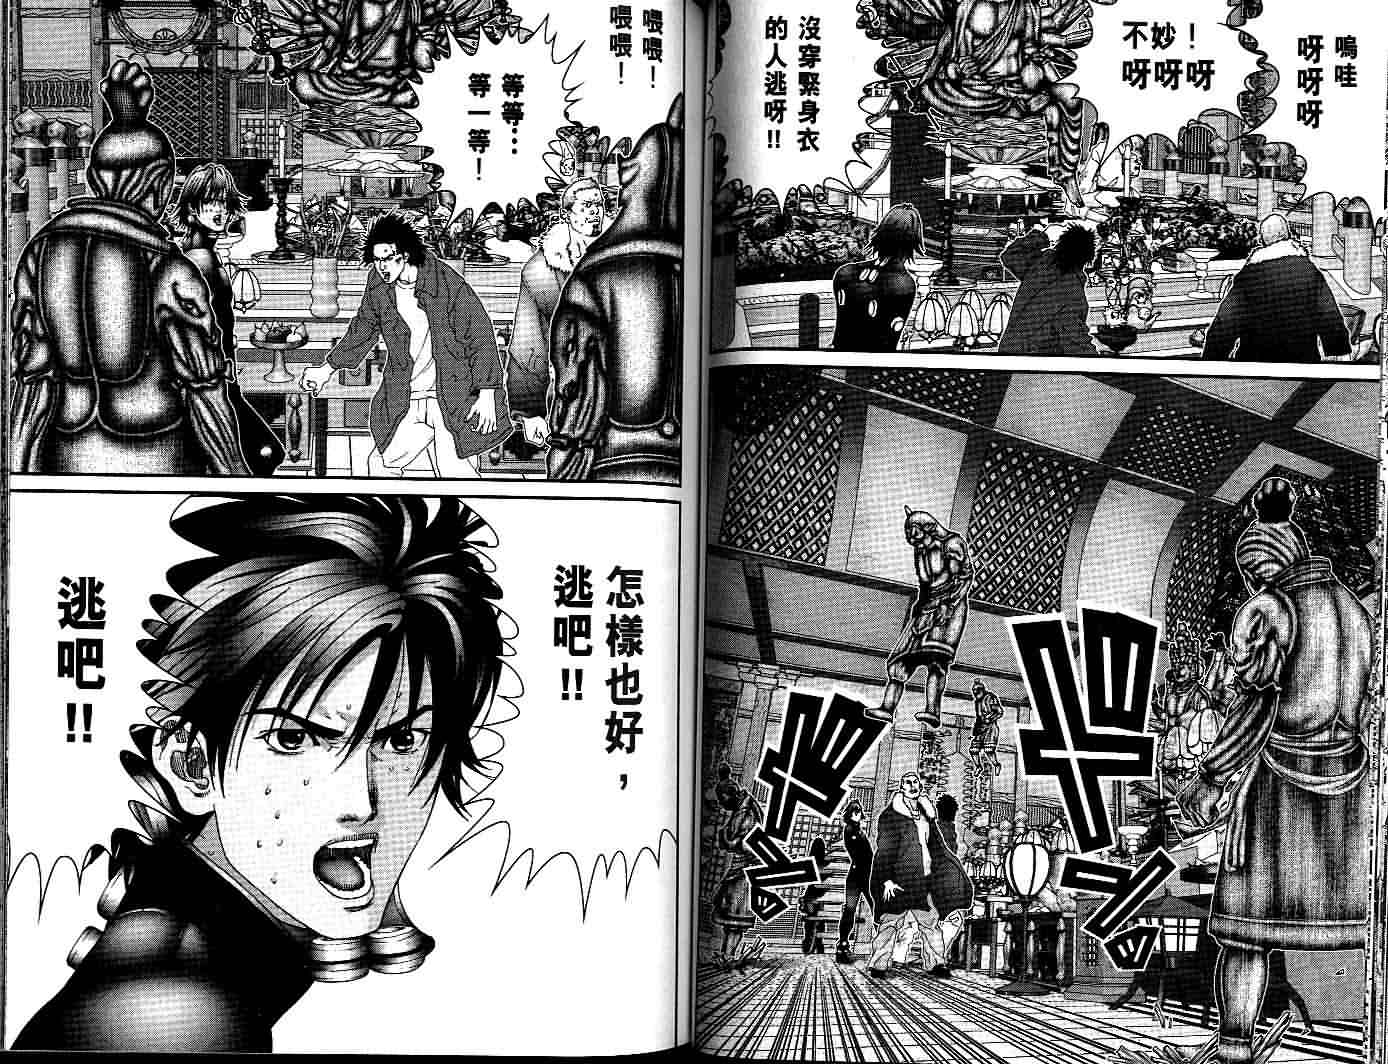 嗚哇
呀呀呀
！
妙呀呀
不呀
沒穿緊身衣
的人逃呀!!
喂喂！
喂喂！
等等…
等一等！
怎樣也好，
逃吧!!
逃吧!!